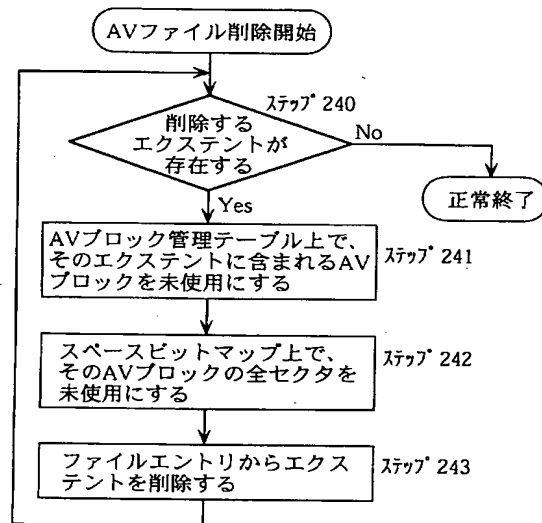 AVファイル削除開始
ステップ240
削除する
エクステントが
存在する
No
正常終了
Yes
AVブロック管理テーブル上で、
そのエクステントに含まれるAV
ブロックを未使用にする
ステップ241
スペースビットマップ上で、
そのAVブロックの全セクタを
未使用にする
ステップ242
ファイルエントリからエクス
テントを削除する
ステップ243